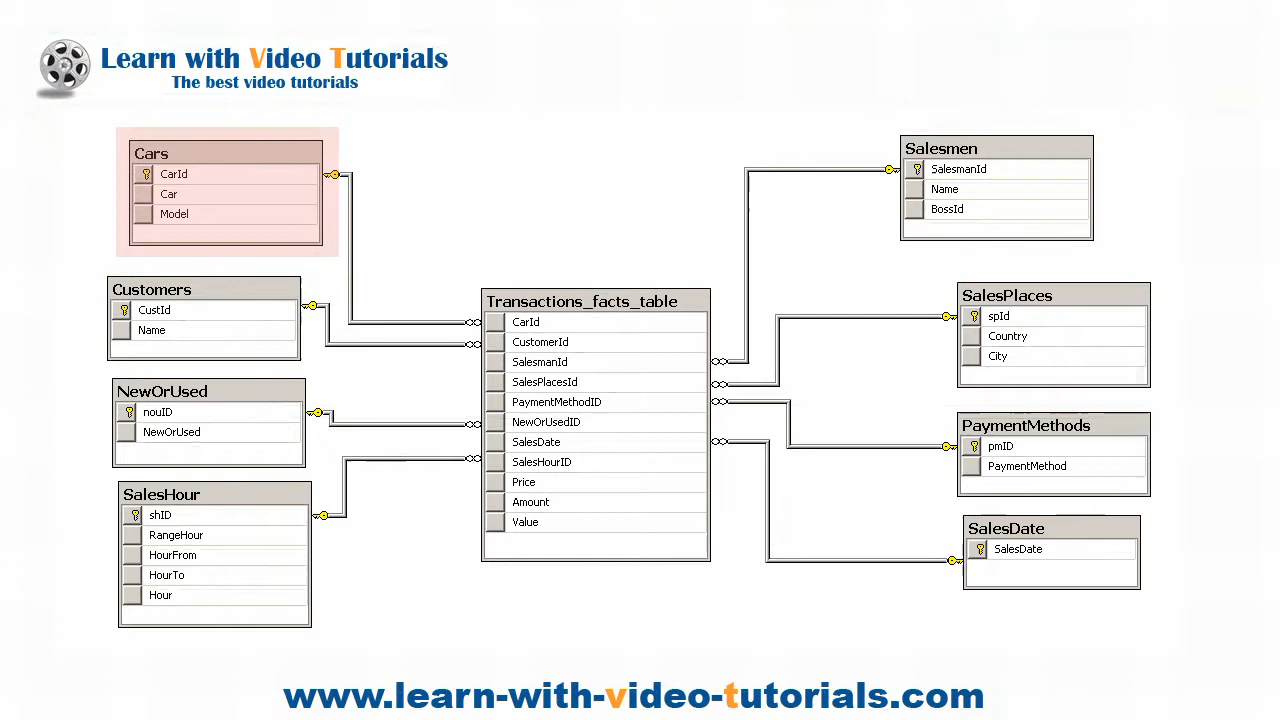 Learn with Video Tutorials
The best video tutorials
Cars
CarId
Car
Model
Customers
CustId
Name
NewOrUsed
nouID
NewOrUsed
SalesHour
shID
RangeHour
HourFrom
HourTo
Hour
Transactions_facts_table
CarId
CustomerId
SalesmanId
SalesPlacesId
PaymentMethodID
NewOrUsedID
SalesDate
SalesHourID
Price
Amount
Value
Salesmen
SalesmanId
Name
BossId
SalesPlaces
spId
Country
City
PaymentMethods
pmID
PaymentMethod
SalesDate
SalesDate
www.learn-with-video-tutorials.com